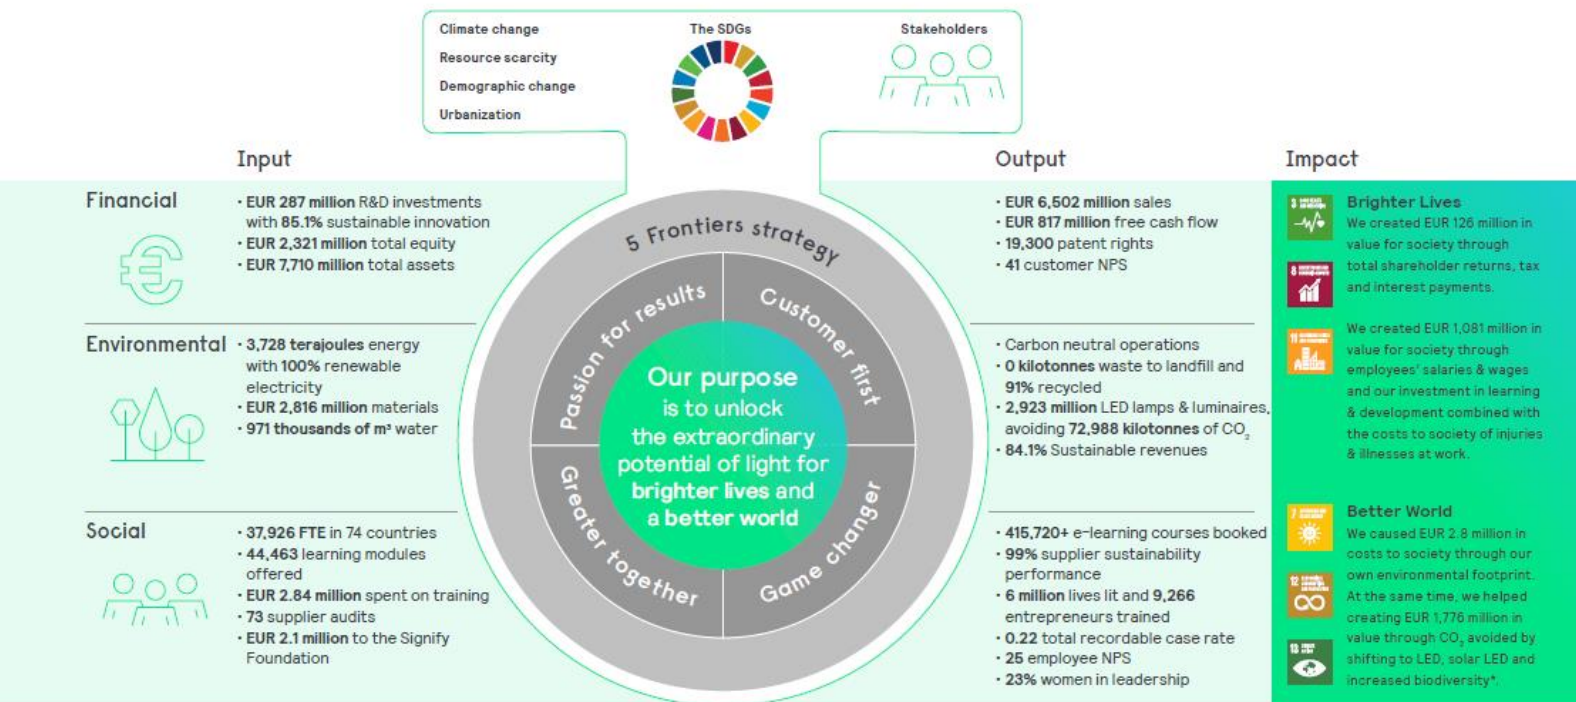 Climate change
Resource scarcity
Demographic change
Urbanization
The SDGs
Stakeholders
Input
Output
Impact
Financial
· EUR 287 million R&D investments
with 85.1% sustainable innovation
· EUR 2,321 million total equity
· EUR 7,710 million total assets
Environmental
· 3,728 terajoules energy
with 100% renewable
electricity
· EUR 2,816 million materials
· 971 thousands of m³ water
Social
· 37,926 FTE in 74 countries
· 44,463 learning modules
offered
· EUR 2.84 million spent on training
· 73 supplier audits
· EUR 2.1 million to the Signify
Foundation
5 Frontiers strategy
Passion for results
Customer first
Greater together
Game changer
Our purpose
is to unlock
the extraordinary
potential of light for
brighter lives and
a better world
· EUR 6,502 million sales
· EUR 817 million free cash flow
· 19,300 patent rights
· 41 customer NPS
· Carbon neutral operations
· 0 kilotonnes waste to landfill and
91% recycled
· 2,923 million LED lamps & luminaires,
avoiding 72,988 kilotonnes of CO₂
· 84.1% Sustainable revenues
· 415,720+ e-learning courses booked
· 99% supplier sustainability
performance
· 6 million lives lit and 9,266
entrepreneurs trained
· 0.22 total recordable case rate
· 25 employee NPS
· 23% women in leadership
3
8
11
Brighter Lives
We created EUR 126 million in
value for society through
total shareholder returns, tax
and interest payments.
We created EUR 1,081 million in
value for society through
employees' salaries & wages
and our investment in learning
& development combined with
the costs to society of injuries
& illnesses at work.
7
12
13
Better World
We caused EUR 2.8 million in
costs to society through our
own environmental footprint.
At the same time, we helped
creating EUR 1,776 million in
value through CO₂ avoided by
shifting to LED, solar LED and
increased biodiversity*.